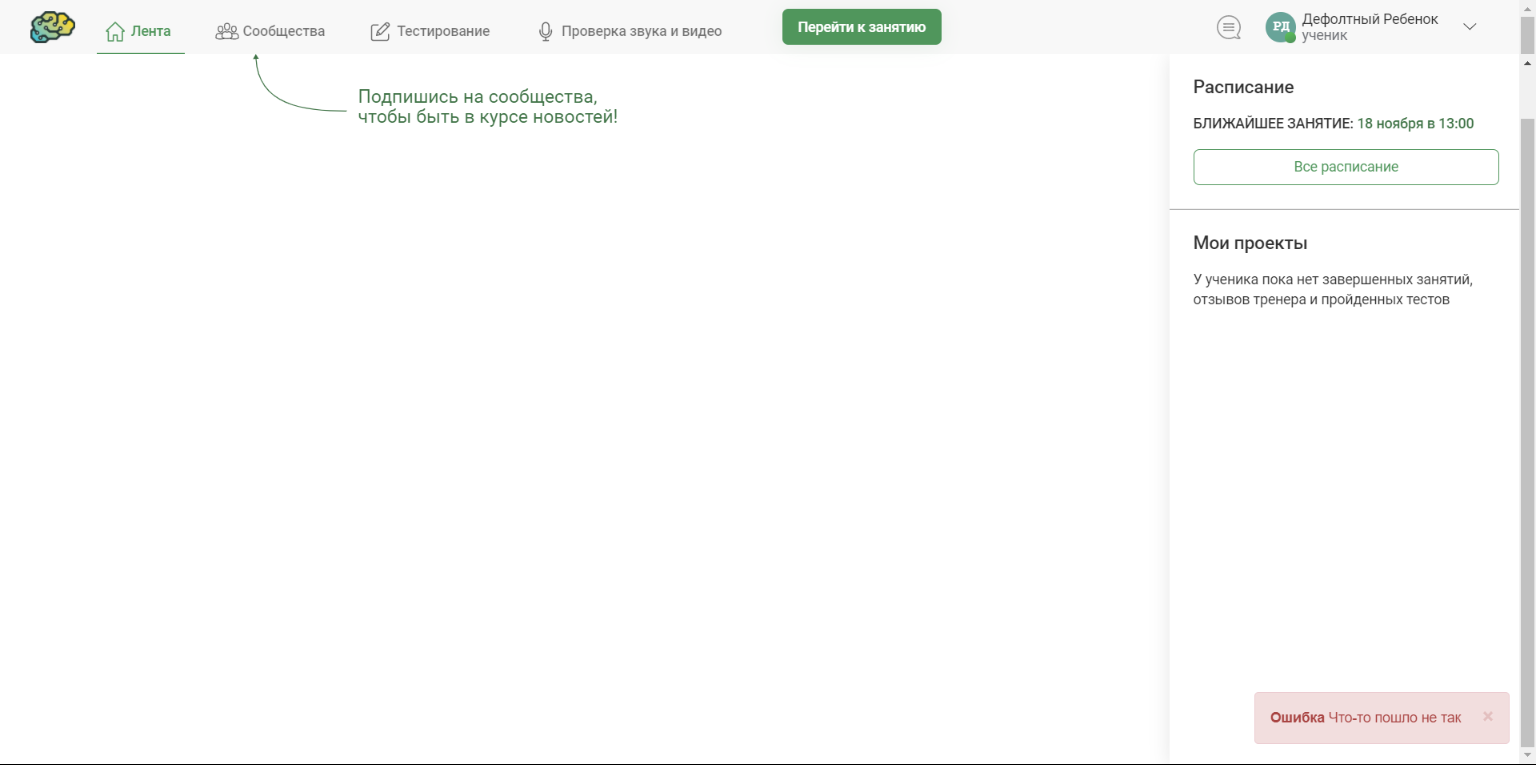 Лента
Сообщества
Тестирование
Проверка звука и видео
Перейти к занятию
РД
Дефолтный Ребенок
ученик
Подпишись на сообщества,
чтобы быть в курсе новостей!
Расписание
БЛИЖАЙШЕЕ ЗАНЯТИЕ: 18 ноября в 13:00
Все расписание
Мои проекты
У ученика пока нет завершенных занятий,
отзывов тренера и пройденных тестов
Ошибка Что-то пошло не так ×